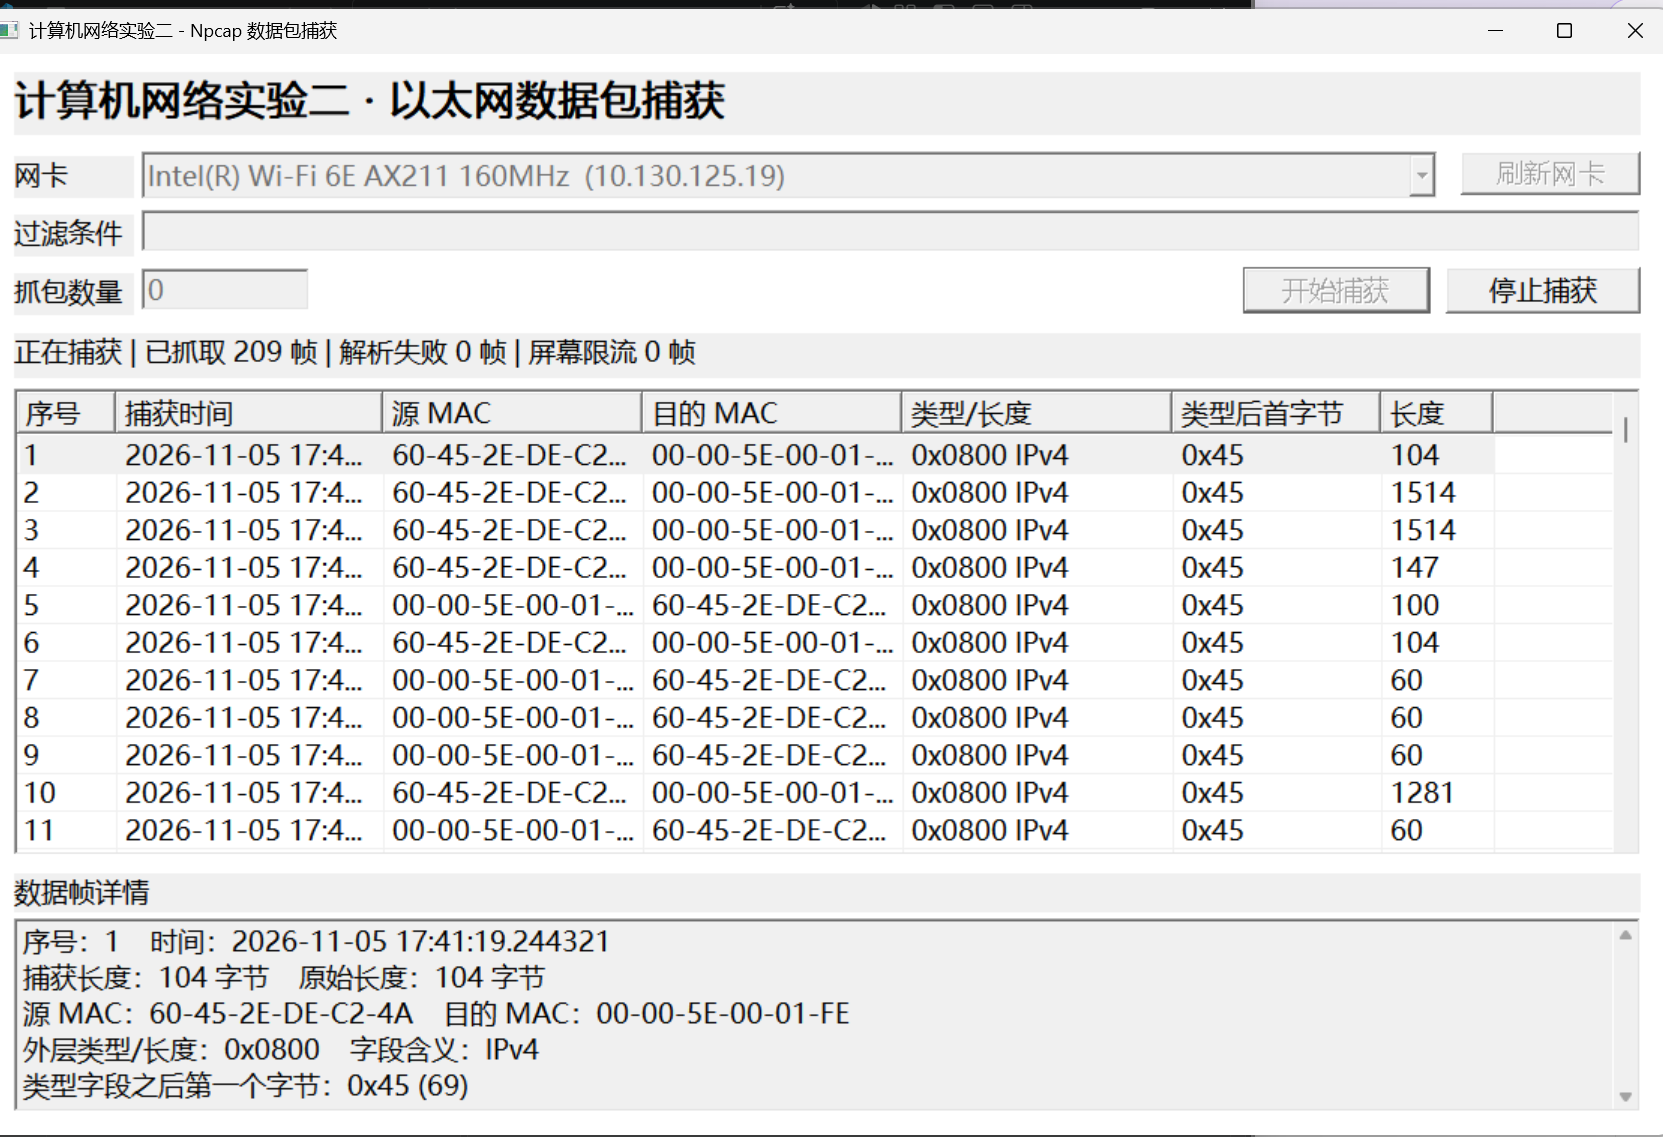 计算机网络实验二 - Npcap 数据包捕获
计算机网络实验二 · 以太网数据包捕获
网卡 Intel(R) Wi-Fi 6E AX211 160MHz (10.130.125.19) 刷新网卡
过滤条件
抓包数量 0 开始捕获 停止捕获
正在捕获 | 已抓取 209 帧 | 解析失败 0 帧 | 屏幕限流 0 帧
序号 捕获时间 源 MAC 目的 MAC 类型/长度 类型后首字节 长度
1 2026-11-05 17:4... 60-45-2E-DE-C2... 00-00-5E-00-01-... 0x0800 IPv4 0x45 104
2 2026-11-05 17:4... 60-45-2E-DE-C2... 00-00-5E-00-01-... 0x0800 IPv4 0x45 1514
3 2026-11-05 17:4... 60-45-2E-DE-C2... 00-00-5E-00-01-... 0x0800 IPv4 0x45 1514
4 2026-11-05 17:4... 60-45-2E-DE-C2... 00-00-5E-00-01-... 0x0800 IPv4 0x45 147
5 2026-11-05 17:4... 00-00-5E-00-01-... 60-45-2E-DE-C2... 0x0800 IPv4 0x45 100
6 2026-11-05 17:4... 60-45-2E-DE-C2... 00-00-5E-00-01-... 0x0800 IPv4 0x45 104
7 2026-11-05 17:4... 00-00-5E-00-01-... 60-45-2E-DE-C2... 0x0800 IPv4 0x45 60
8 2026-11-05 17:4... 00-00-5E-00-01-... 60-45-2E-DE-C2... 0x0800 IPv4 0x45 60
9 2026-11-05 17:4... 00-00-5E-00-01-... 60-45-2E-DE-C2... 0x0800 IPv4 0x45 60
10 2026-11-05 17:4... 60-45-2E-DE-C2... 00-00-5E-00-01-... 0x0800 IPv4 0x45 1281
11 2026-11-05 17:4... 00-00-5E-00-01-... 60-45-2E-DE-C2... 0x0800 IPv4 0x45 60
数据帧详情
序号：1 时间：2026-11-05 17:41:19.244321
捕获长度：104 字节 原始长度：104 字节
源 MAC：60-45-2E-DE-C2-4A 目的 MAC：00-00-5E-00-01-FE
外层类型/长度：0x0800 字段含义：IPv4
类型字段之后第一个字节：0x45 (69)